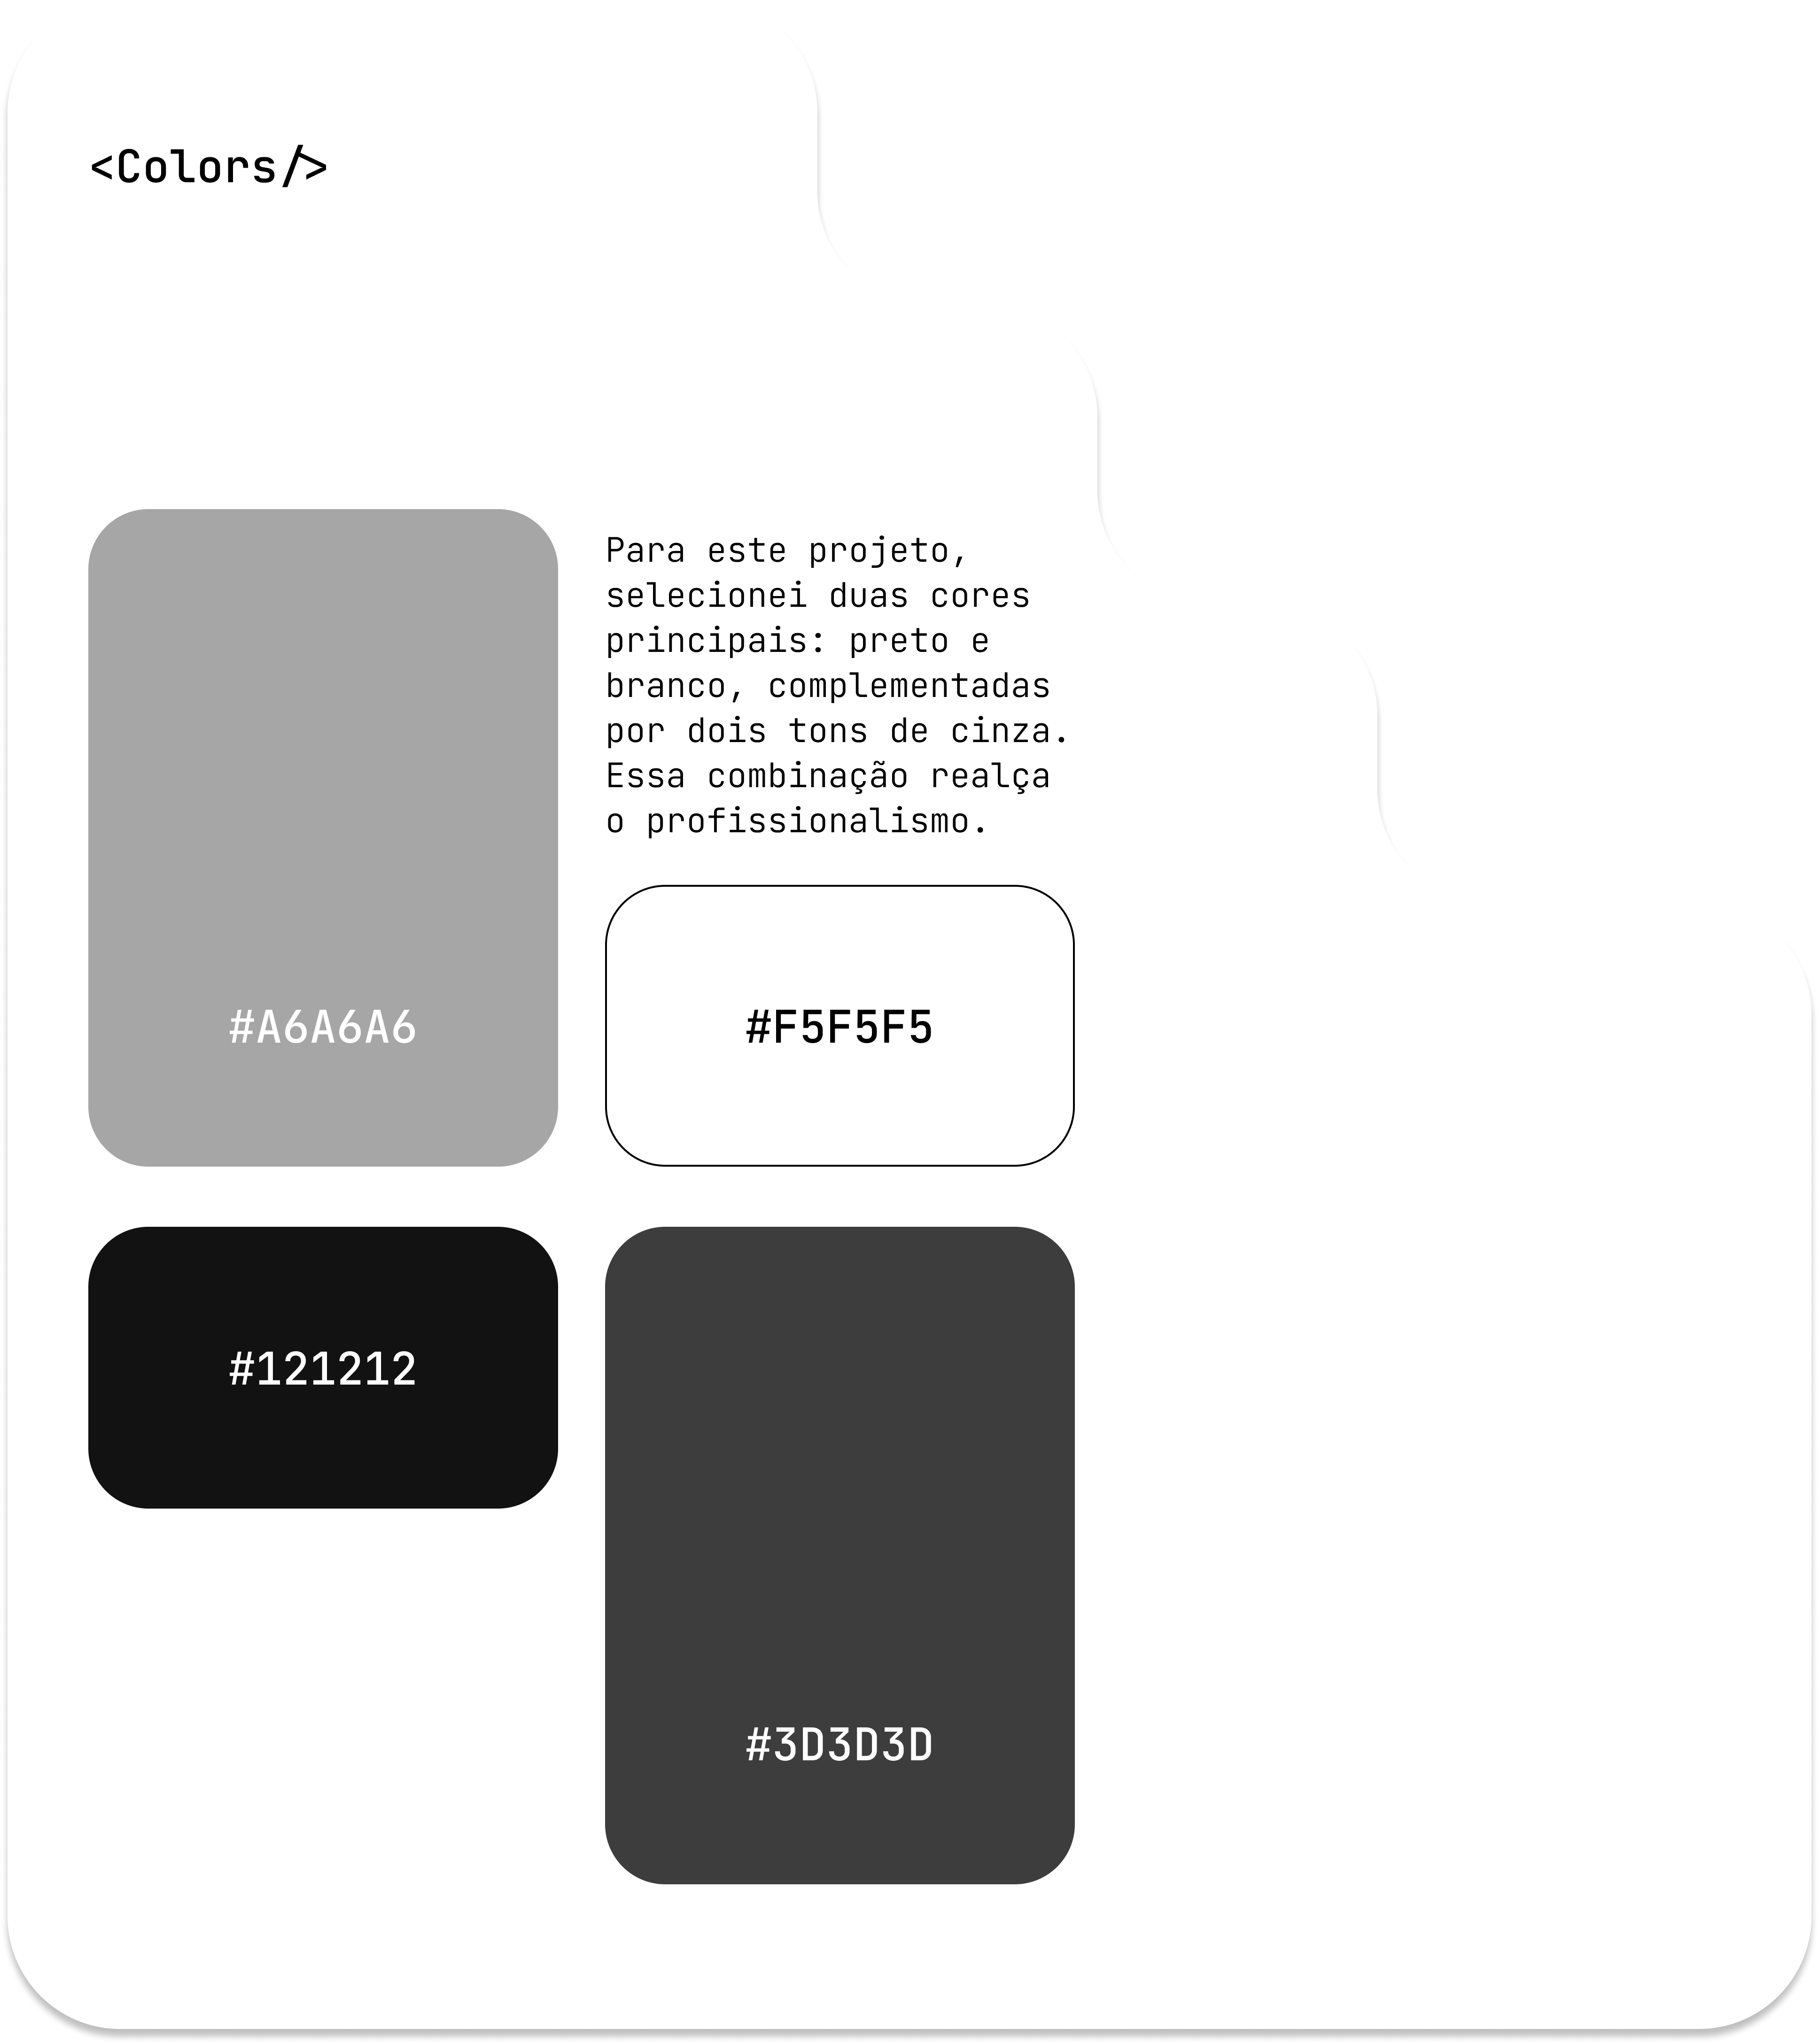 <Colors/>
Para este projeto,
selecionei duas cores
principais: preto e
branco, complementadas
por dois tons de cinza.
Essa combinação realça
o profissionalismo.
#A6A6A6
#F5F5F5
#121212
#3D3D3D